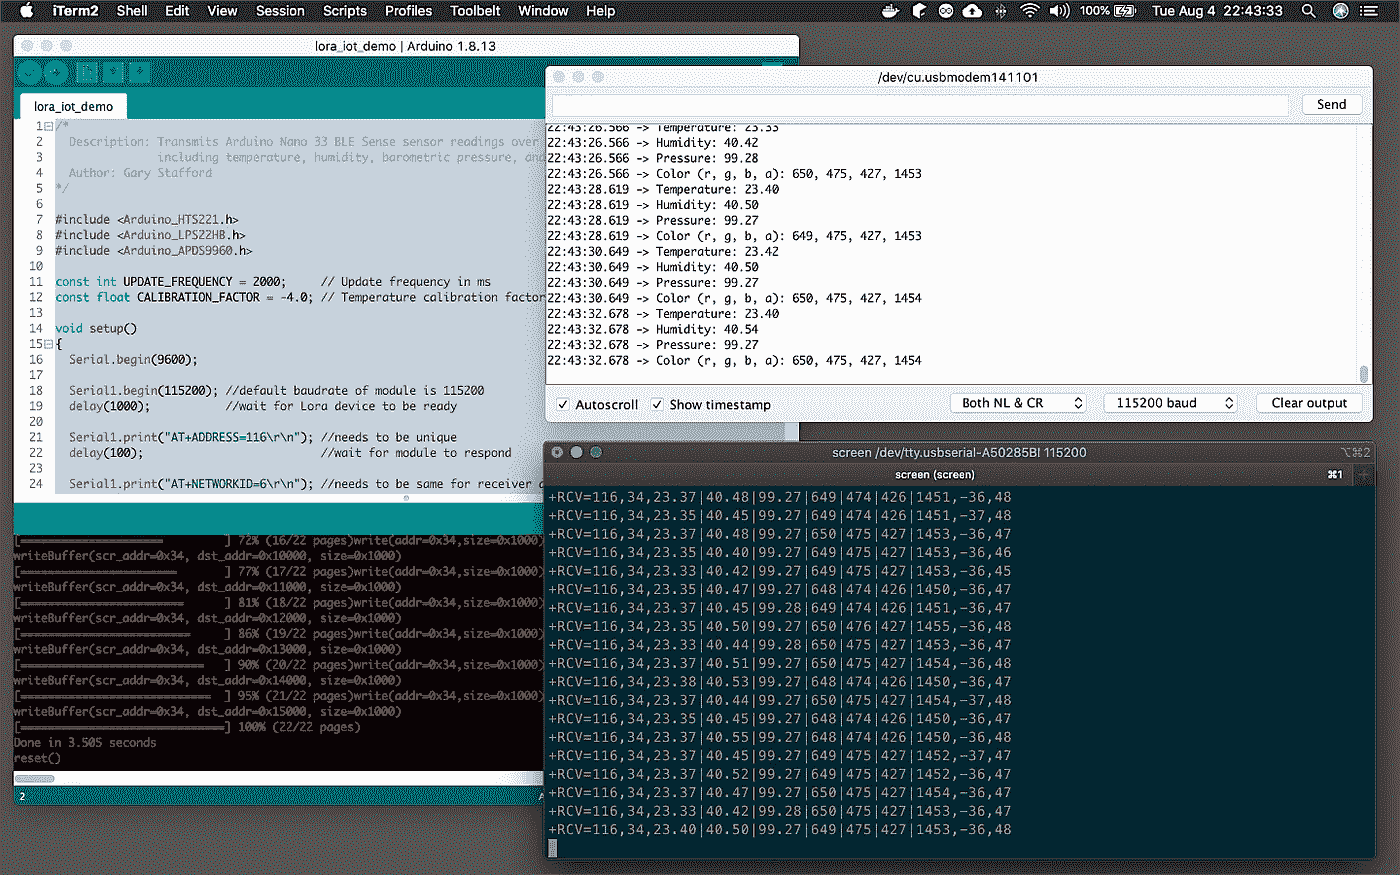 iTerm2 Shell Edit View Session Scripts Profiles Toolbelt Window Help 100% Tue Aug 4 22:43:33
lora_iot_demo | Arduino 1.8.13
lora_iot_demo
1 /*
2 Description: Transmits Arduino Nano 33 BLE Sense sensor readings over
3 including temperature, humidity, barometric pressure, and
4 Author: Gary Stafford
5 */
6
7 #include <Arduino_HTS221.h>
8 #include <Arduino_LPS22HB.h>
9 #include <Arduino_APDS9960.h>
10
11 const int UPDATE_FREQUENCY = 2000; // Update frequency in ms
12 const float CALIBRATION_FACTOR = -4.0; // Temperature calibration factor
13
14 void setup()
15 {
16 Serial.begin(9600);
17
18 Serial1.begin(115200); //default baudrate of module is 115200
19 delay(1000); //wait for Lora device to be ready
20
21 Serial1.print("AT+ADDRESS=116\r\n"); //needs to be unique
22 delay(100); //wait for module to respond
23
24 Serial1.print("AT+NETWORKID=6\r\n"); //needs to be same for receiver
[======================= ] 72% (16/22 pages)write(addr=0x34,size=0x1000)
writeBuffer(scr_addr=0x34, dst_addr=0x10000, size=0x1000)
[========================= ] 77% (17/22 pages)write(addr=0x34,size=0x1000)
writeBuffer(scr_addr=0x34, dst_addr=0x11000, size=0x1000)
[========================== ] 81% (18/22 pages)write(addr=0x34,size=0x1000)
writeBuffer(scr_addr=0x34, dst_addr=0x12000, size=0x1000)
[=========================== ] 86% (19/22 pages)write(addr=0x34,size=0x1000)
writeBuffer(scr_addr=0x34, dst_addr=0x13000, size=0x1000)
[============================= ] 90% (20/22 pages)write(addr=0x34,size=0x1000)
writeBuffer(scr_addr=0x34, dst_addr=0x14000, size=0x1000)
[============================== ] 95% (21/22 pages)write(addr=0x34,size=0x1000)
writeBuffer(scr_addr=0x34, dst_addr=0x15000, size=0x1000)
[================================] 100% (22/22 pages)
Done in 3.505 seconds
reset()
2
/dev/cu.usbmodem141101
Send
22:43:26.566 -> Temperature: 23.33
22:43:26.566 -> Humidity: 40.42
22:43:26.566 -> Pressure: 99.28
22:43:26.566 -> Color (r, g, b, a): 650, 475, 427, 1453
22:43:28.619 -> Temperature: 23.40
22:43:28.619 -> Humidity: 40.50
22:43:28.619 -> Pressure: 99.27
22:43:28.619 -> Color (r, g, b, a): 649, 475, 427, 1453
22:43:30.649 -> Temperature: 23.42
22:43:30.649 -> Humidity: 40.50
22:43:30.649 -> Pressure: 99.27
22:43:30.649 -> Color (r, g, b, a): 650, 475, 427, 1454
22:43:32.678 -> Temperature: 23.40
22:43:32.678 -> Humidity: 40.54
22:43:32.678 -> Pressure: 99.27
22:43:32.678 -> Color (r, g, b, a): 650, 475, 427, 1454
Autoscroll Show timestamp Both NL & CR 115200 baud Clear output
screen /dev/tty.usbserial-A50285BI 115200 ⌥⌘2
screen (screen) ⌘1
+RCV=116,34,23.37|40.48|99.27|649|474|426|1451,-36,48
+RCV=116,34,23.35|40.45|99.27|649|474|426|1451,-37,48
+RCV=116,34,23.37|40.48|99.27|650|475|427|1453,-36,47
+RCV=116,34,23.35|40.40|99.28|649|474|426|1453,-36,46
+RCV=116,34,23.33|40.42|99.27|649|475|427|1453,-36,45
+RCV=116,34,23.35|40.47|99.27|648|474|426|1450,-36,47
+RCV=116,34,23.37|40.45|99.28|649|474|426|1451,-36,47
+RCV=116,34,23.35|40.50|99.27|650|476|427|1455,-36,48
+RCV=116,34,23.33|40.44|99.28|650|475|427|1453,-36,47
+RCV=116,34,23.37|40.51|99.27|650|475|427|1454,-36,48
+RCV=116,34,23.38|40.53|99.27|648|474|426|1450,-36,47
+RCV=116,34,23.37|40.44|99.27|650|475|427|1454,-37,48
+RCV=116,34,23.35|40.45|99.27|648|474|426|1450,-36,47
+RCV=116,34,23.37|40.55|99.27|648|474|426|1450,-36,48
+RCV=116,34,23.37|40.45|99.27|649|475|427|1452,-37,47
+RCV=116,34,23.37|40.52|99.27|649|475|427|1452,-36,47
+RCV=116,34,23.37|40.47|99.27|650|475|427|1454,-36,47
+RCV=116,34,23.33|40.42|99.28|650|475|427|1453,-36,47
+RCV=116,34,23.40|40.50|99.27|649|475|427|1453,-36,48